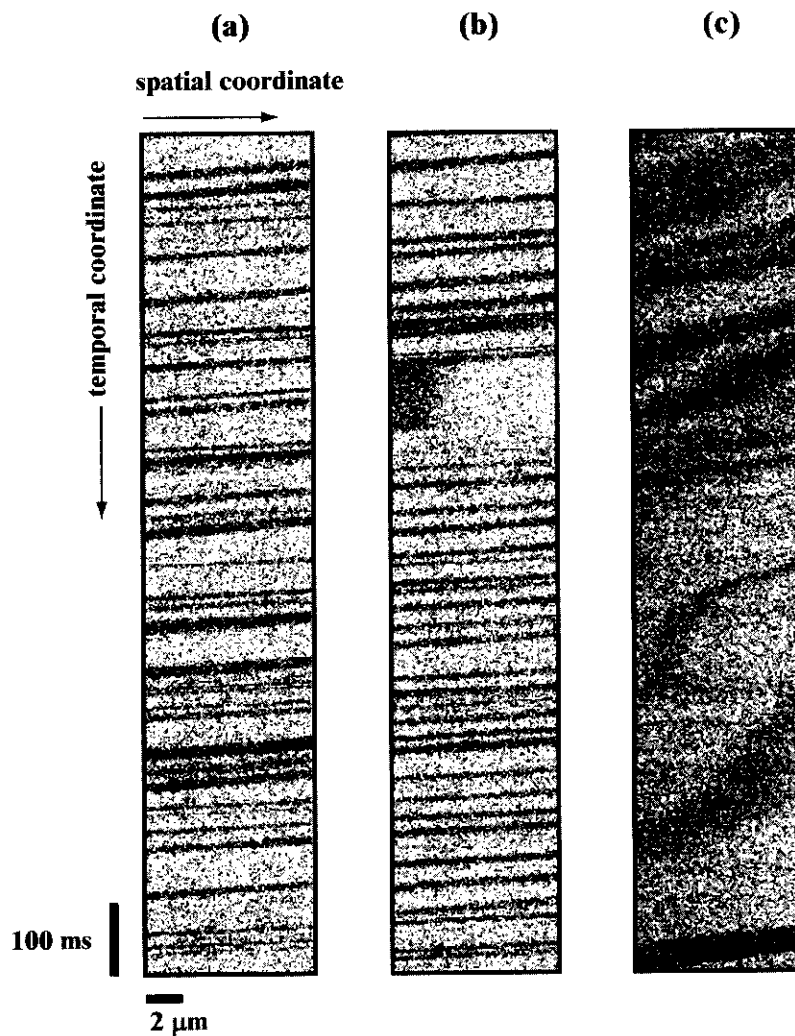 (a)
(b)
(c)
spatial coordinate
temporal coordinate
100 ms
2 µm